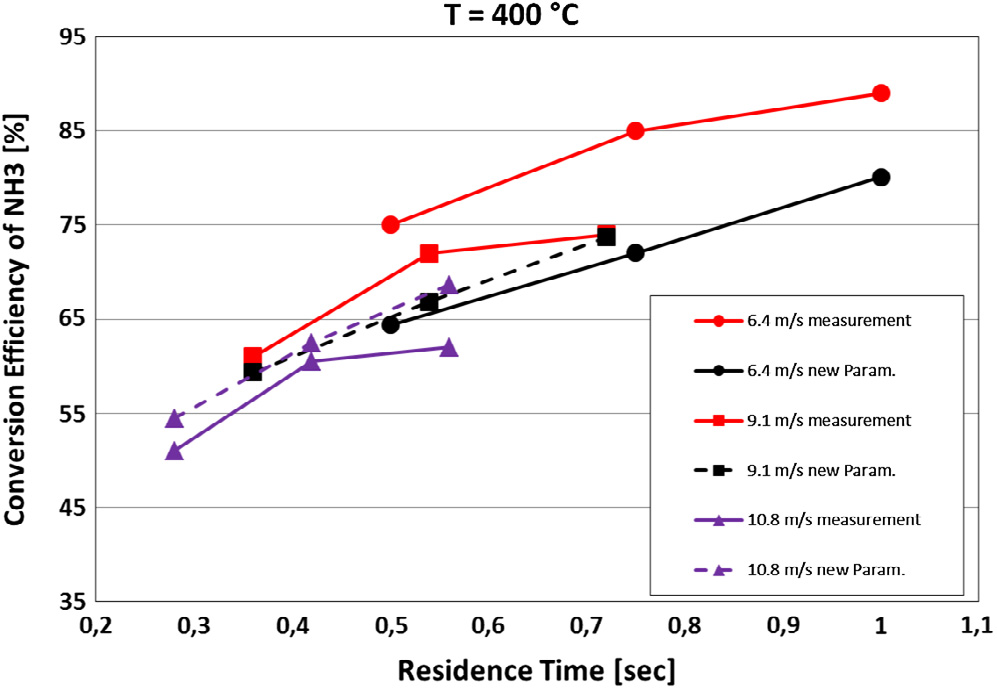 T = 400 °C
Conversion Efficiency of NH3 [%]
95
85
75
65
55
45
35
6.4 m/s measurement
6.4 m/s new Param.
9.1 m/s measurement
9.1 m/s new Param.
10.8 m/s measurement
10.8 m/s new Param.
0,2 0,3 0,4 0,5 0,6 0,7 0,8 0,9 1 1,1
Residence Time [sec]